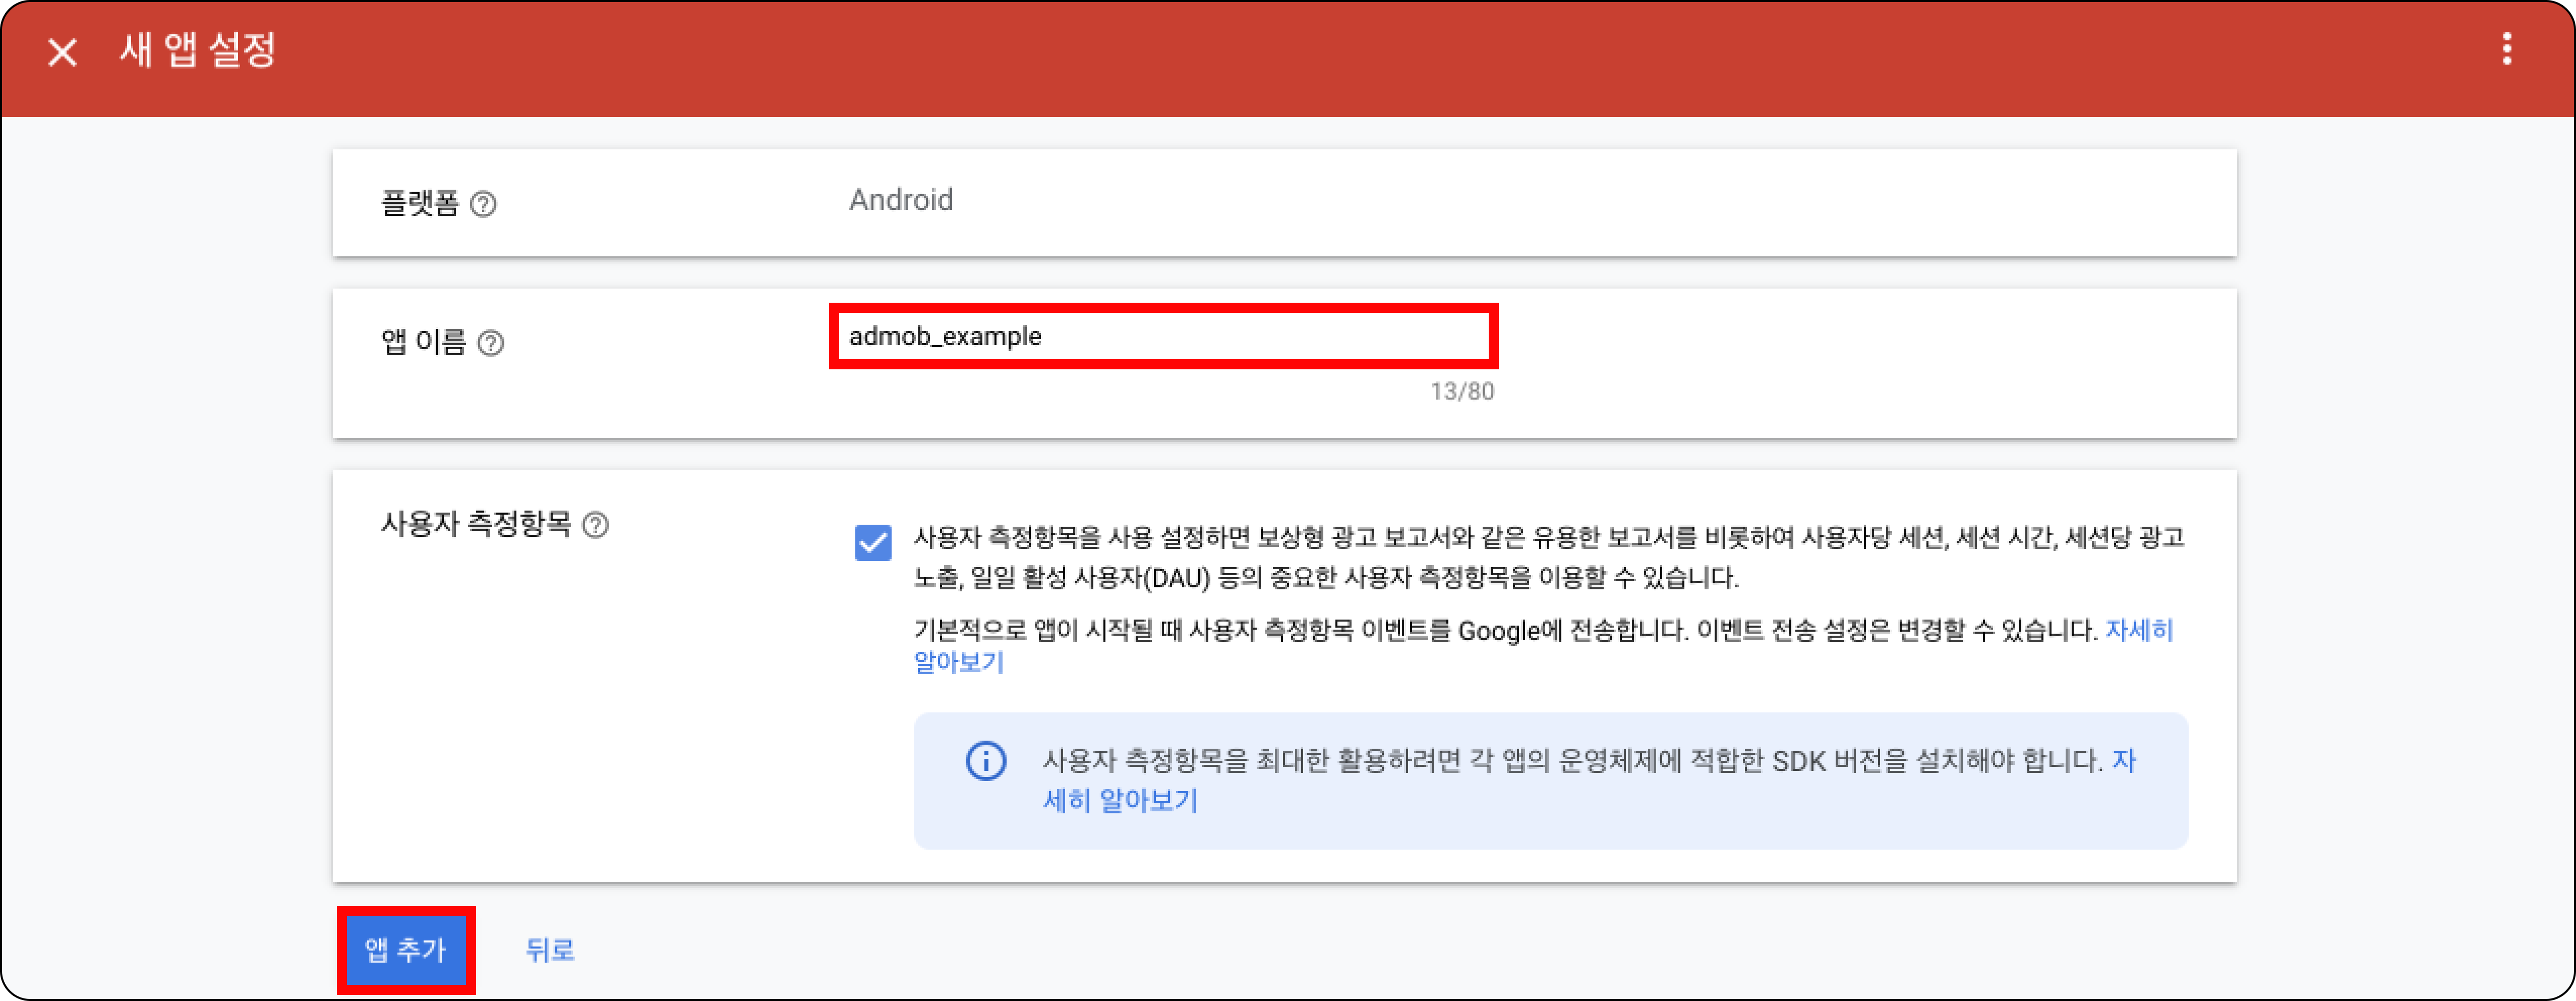 새 앱 설정
플랫폼
Android
앱 이름
admob_example
13/80
사용자 측정항목
사용자 측정항목을 사용 설정하면 보상형 광고 보고서와 같은 유용한 보고서를 비롯하여 사용자당 세션, 세션 시간, 세션당 광고
노출, 일일 활성 사용자(DAU) 등의 중요한 사용자 측정항목을 이용할 수 있습니다.
기본적으로 앱이 시작될 때 사용자 측정항목 이벤트를 Google에 전송합니다. 이벤트 전송 설정은 변경할 수 있습니다. 자세히
알아보기
사용자 측정항목을 최대한 활용하려면 각 앱의 운영체제에 적합한 SDK 버전을 설치해야 합니다. 자
세히 알아보기
앱 추가
뒤로